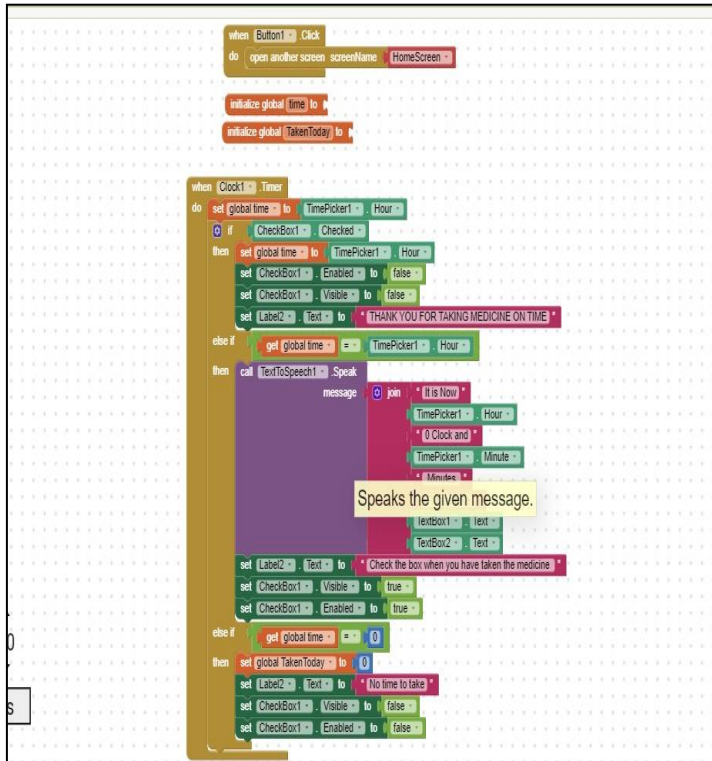 when Button1 .Click
do open another screen screenName HomeScreen
initialize global time to
initialize global TakenToday to
when Clock1 .Timer
do set global time to TimePicker1 . Hour
if CheckBox1 . Checked
then set global time to TimePicker1 . Hour
set CheckBox1 . Enabled to false
set CheckBox1 . Visible to false
set Label2 . Text to " THANK YOU FOR TAKING MEDICINE ON TIME "
else if get global time = TimePicker1 . Hour
then call TextToSpeech1 .Speak
message join " It is Now "
TimePicker1 . Hour
" 0 Clock and "
TimePicker1 . Minute
" Minutes
Speaks the given message.
TextBox1 . Text
TextBox2 . Text
set Label2 . Text to " Check the box when you have taken the medicine "
set CheckBox1 . Visible to true
set CheckBox1 . Enabled to true
else if get global time = 0
0
then set global TakenToday to 0
set Label2 . Text to " No time to take "
s
set CheckBox1 . Visible to false
set CheckBox1 . Enabled to false